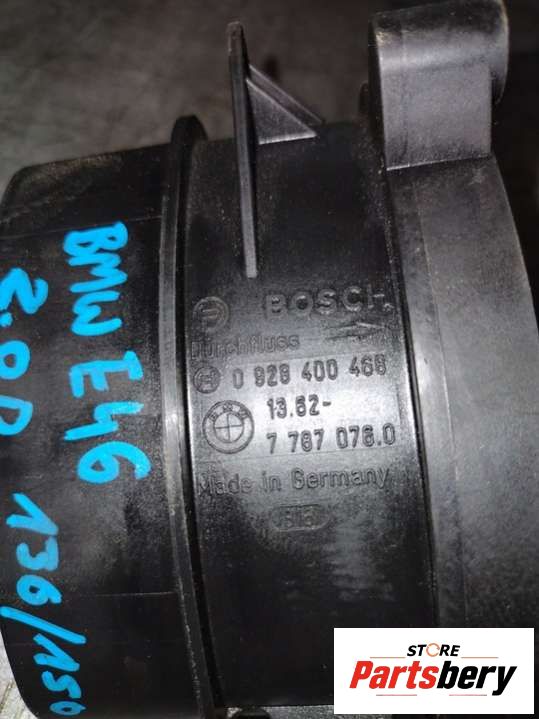 BOSCH
Durchfluss
0 928 400 468
13.62-
7 787 076.0
Made in Germany
BMW E46
2.0D
136/150
STORE
Partsbery